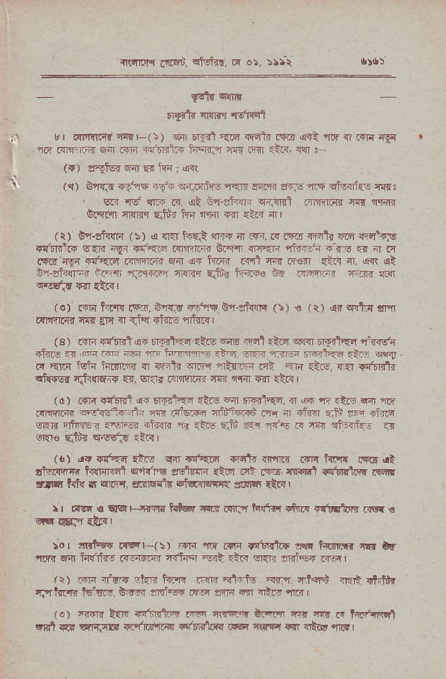 বাংলাদেশ গেজেট, অতিরিক্ত, মে ৩১, ১৯৯২ ৬১৬১
তৃতীয় অধ্যায়
চাকুরীর সাধারণ শর্তাবলী
৮। যোগদানের সময়।—(১) অন্য চাকুরী স্থলে বদলীর ক্ষেত্রে একই পদে বা কোন নতুন
পদে যোগদানের জন্য কোন কর্মচারীকে নিম্নরূপ সময় দেয়া হইবে, যথা :—
(ক) প্রস্তুতির জন্য ছয় দিন ; এবং
(খ) উপযুক্ত কর্তৃপক্ষ কর্তৃক অনুমোদিত পন্থায় ভ্রমণের প্রকৃত পক্ষে অতিবাহিত সময়ঃ
তবে শর্ত থাকে যে, এই উপ-প্রবিধান অনুযায়ী যোগদানের সময় গণনার
উদ্দেশ্যে সাধারণ ছুটির দিন গণনা করা হইবে না।
(২) উপ-প্রবিধান (১) এ যাহা কিছুই থাকুক না কেন, যে ক্ষেত্রে বদলীর ফলে বদলীকৃত
কর্মচারীকে তাহার নতুন কর্মস্থলে যোগদানের উদ্দেশ্যে বাসস্থান পরিবর্তন করিতে হয় না সে
ক্ষেত্রে নতুন কর্মস্থলে যোগদানের জন্য এক দিনের বেশী সময় দেওয়া হইবে না, এবং এই
উপ-প্রবিধানের উদ্দেশ্য পূরণকল্পে সাধারণ ছুটির দিনকেও উক্ত যোগদানের সময়ের মধ্যে
অন্তর্ভুক্ত করা হইবে।
(৩) কোন বিশেষ ক্ষেত্রে, উপযুক্ত কর্তৃপক্ষ উপ-প্রবিধান (১) ও (২) এর অধীনে প্রাপ্য
যোগদানের সময় হ্রাস বা বৃদ্ধি করিতে পারিবে।
(৪) কোন কর্মচারী এক চাকুরীস্থল হইতে অন্যত্র বদলী হইলে অথবা চাকুরীস্থল পরিবর্তন
করিতে হয় এমন কোন নতুন পদে নিয়োগপ্রাপ্ত হইলে, তাহার পুরাতন চাকুরীস্থল হইতে অথবা
যে স্থানে তিনি নিয়োগের বা বদলীর আদেশ পাইয়াছেন সেই স্থান হইতে, যাহা কর্মচারীর
অধিকতর সুবিধাজনক হয়, তাহার যোগদানের সময় গণনা করা হইবে।
(৫) কোন কর্মচারী এক চাকুরীস্থল হইতে অন্য চাকুরীস্থল, বা এক পদ হইতে অন্য পদে
যোগদানের অন্তর্বর্তীকালীন সময় মেডিকেল সার্টিফিকেট পেশ না করিয়া ছুটি গ্রহণ করিলে
তাহার দায়িত্বভার হস্তান্তর করিবার পর হইতে ছুটি গ্রহণ পর্যন্ত যে সময় অতিবাহিত হয়
তাহাও ছুটির অন্তর্ভুক্ত হইবে।
(৬) এক কর্মস্থল হইতে অন্য কর্মস্থলে বদলীর ব্যাপারে কোন বিশেষ ক্ষেত্রে এই
প্রবিধানের বিধানাবলী অপর্যাপ্ত প্রতীয়মান হইলে সেই ক্ষেত্রে সরকারী কর্মচারীদের বেলায়
প্রযোজ্য বিধি বা আদেশ, প্রয়োজনীয় অভিযোজনসহ প্রযোজ্য হইবে।
৯। বেতন ও ভাতা।—সরকার বিভিন্ন সময়ে যেরূপ নির্ধারণ করিবে কর্মচারীদের বেতন ও
ভাতা সেরূপ হইবে।
১০। প্রারম্ভিক বেতন।—(১) কোন পদে কোন কর্মচারীকে প্রথম নিয়োগের সময় উক্ত
পদের জন্য নির্ধারিত বেতনক্রমের সর্বনিম্ন স্তরই হইবে তাহার প্রারম্ভিক বেতন।
(২) কোন ব্যক্তিকে তাঁহার বিশেষ মেধার স্বীকৃতি স্বরূপ, সংশ্লিষ্ট বাছাই কমিটির
সুপারিশের ভিত্তিতে, উচ্চতর প্রারম্ভিক বেতন প্রদান করা যাইতে পারে।
(৩) সরকার ইহার কর্মচারীদের বেতন সংরক্ষণের উদ্দেশ্যে সময় সময় যে নির্দেশাবলী
জারী করে তদনুসারে কর্পোরেশনের কর্মচারীদের বেতন সংরক্ষণ করা যাইতে পারে।